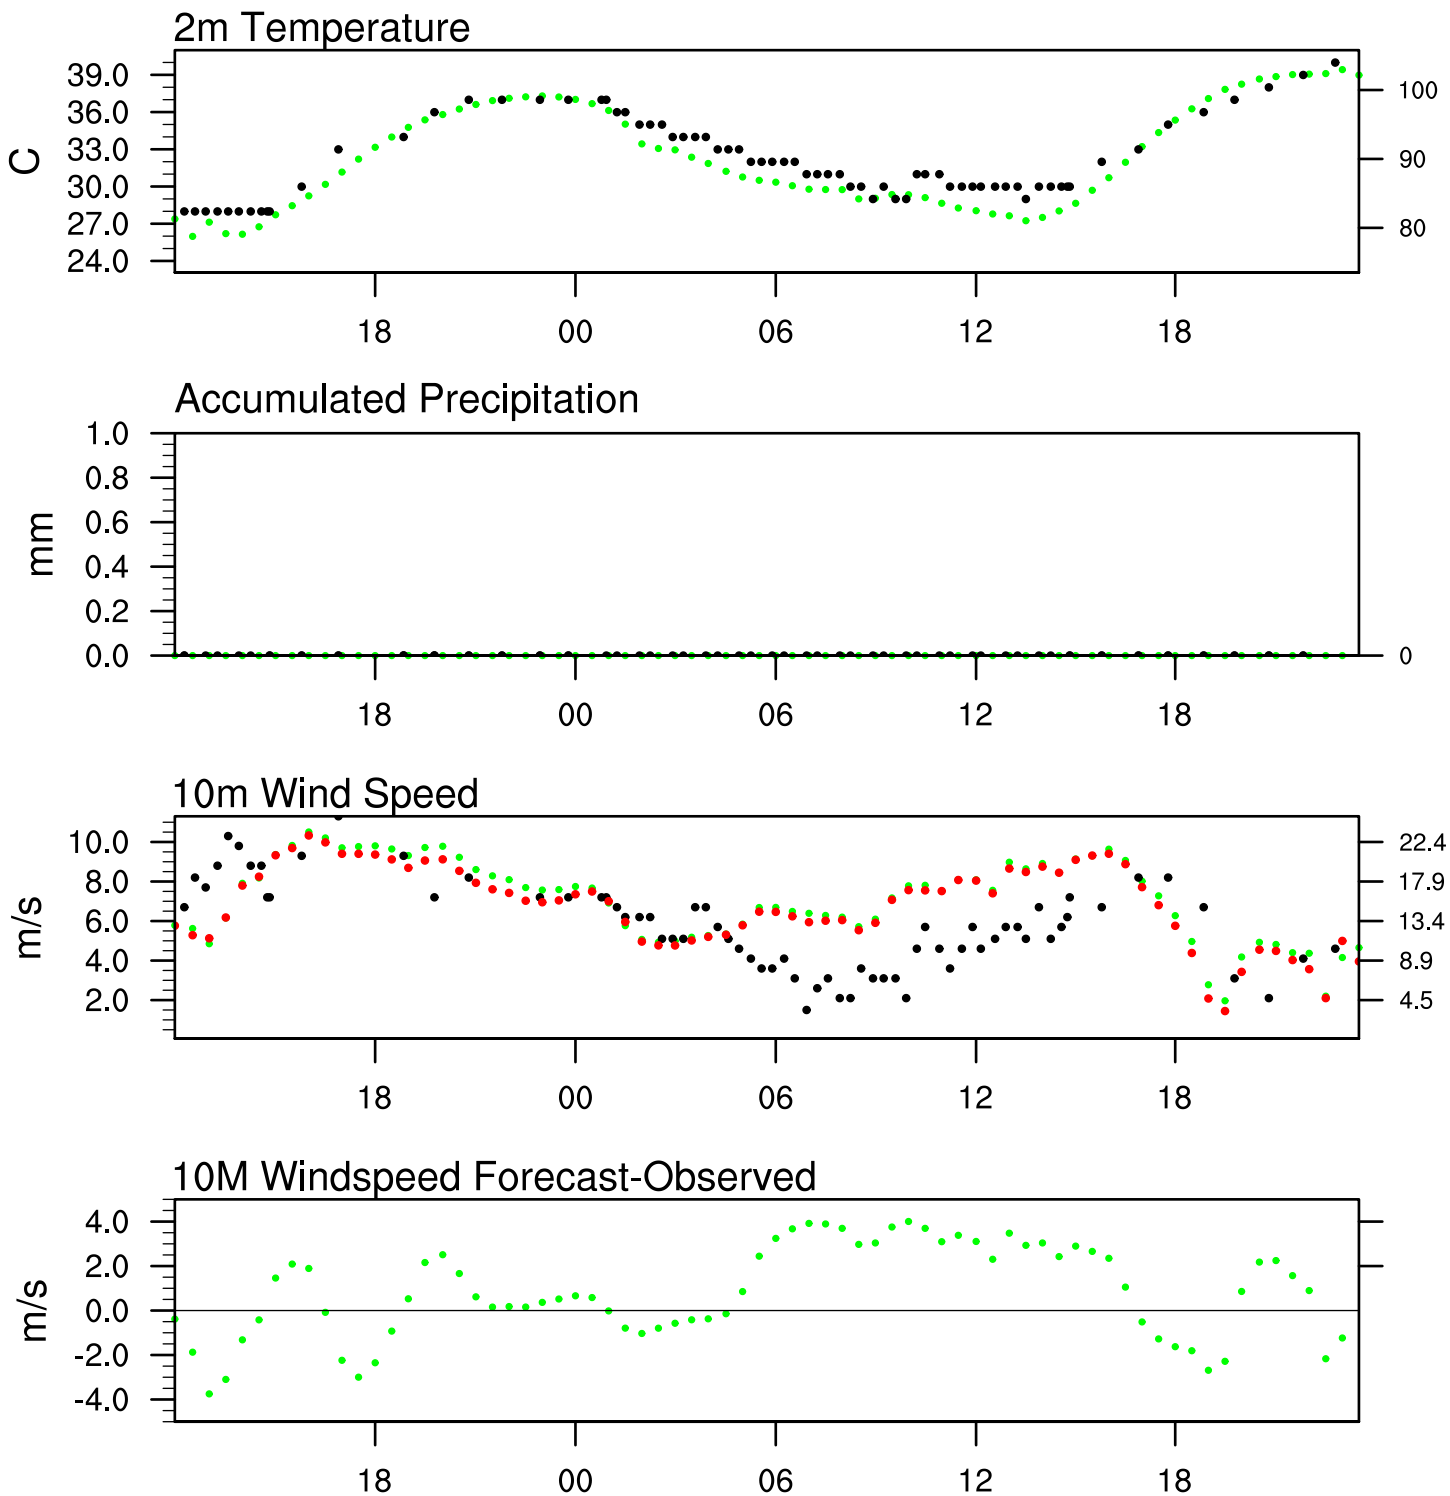 2m Temperature
C
39.0
36.0
33.0
30.0
27.0
24.0
100
90
80
18 00 06 12 18
Accumulated Precipitation
mm
1.0
0.8
0.6
0.4
0.2
0.0
0
18 00 06 12 18
10m Wind Speed
m/s
10.0
8.0
6.0
4.0
2.0
22.4
17.9
13.4
8.9
4.5
18 00 06 12 18
10M Windspeed Forecast-Observed
m/s
4.0
2.0
0.0
-2.0
-4.0
18 00 06 12 18